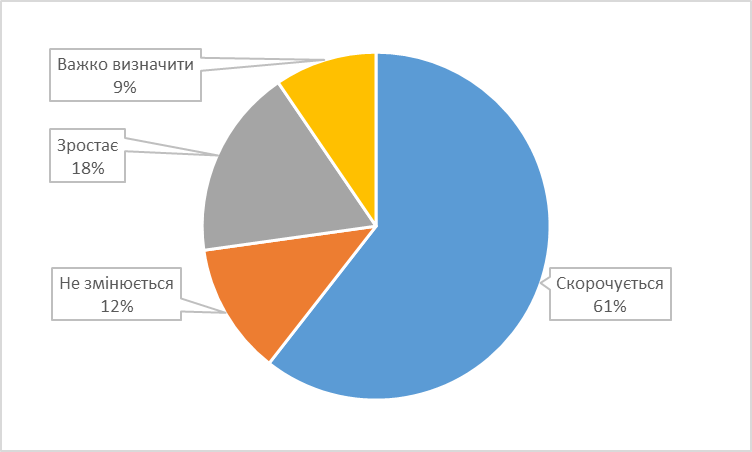 Важко визначити
9%
Зростає
18%
Не змінюється
12%
Скорочується
61%